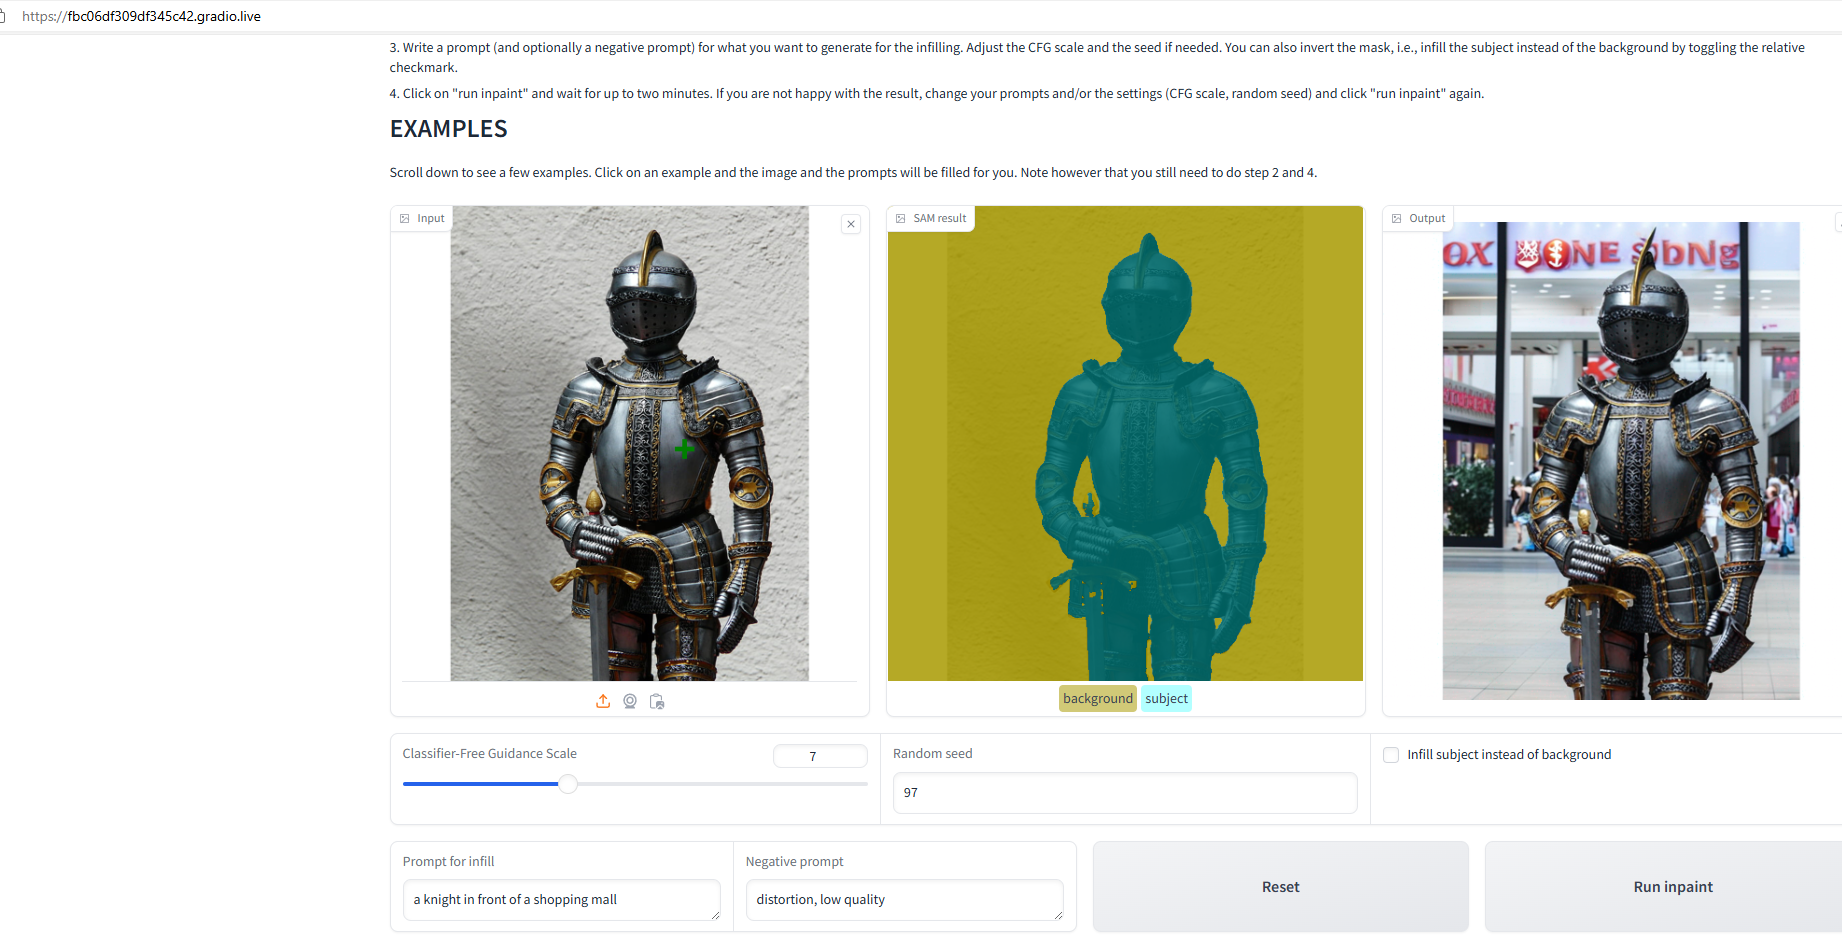 https://fbc06df309df345c42.gradio.live
3. Write a prompt (and optionally a negative prompt) for what you want to generate for the infilling. Adjust the CFG scale and the seed if needed. You can also invert the mask, i.e., infill the subject instead of the background by toggling the relative
checkmark.
4. Click on "run inpaint" and wait for up to two minutes. If you are not happy with the result, change your prompts and/or the settings (CFG scale, random seed) and click "run inpaint" again.
EXAMPLES
Scroll down to see a few examples. Click on an example and the image and the prompts will be filled for you. Note however that you still need to do step 2 and 4.
Input
SAM result
Output
OX ONE
background subject
Classifier-Free Guidance Scale
7
Random seed
97
Infill subject instead of background
Prompt for infill
a knight in front of a shopping mall
Negative prompt
distortion, low quality
Reset
Run inpaint